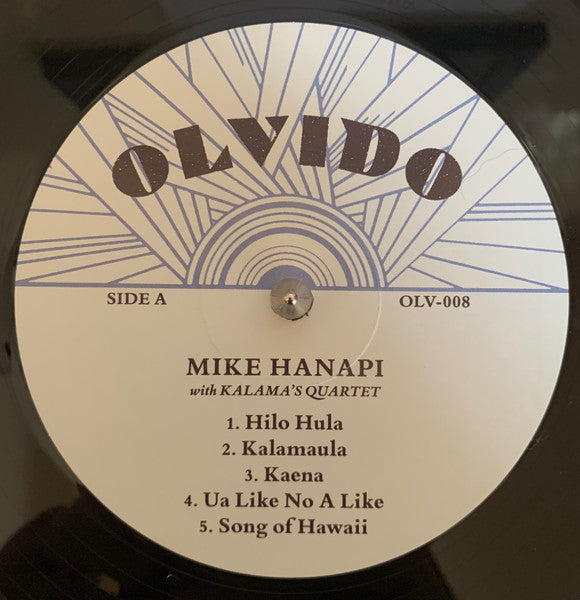 OLVIDO
SIDE A
OLV-008
MIKE HANAPI
with KALAMA'S QUARTET
1. Hilo Hula
2. Kalamaula
3. Kaena
4. Ua Like No A Like
5. Song of Hawaii